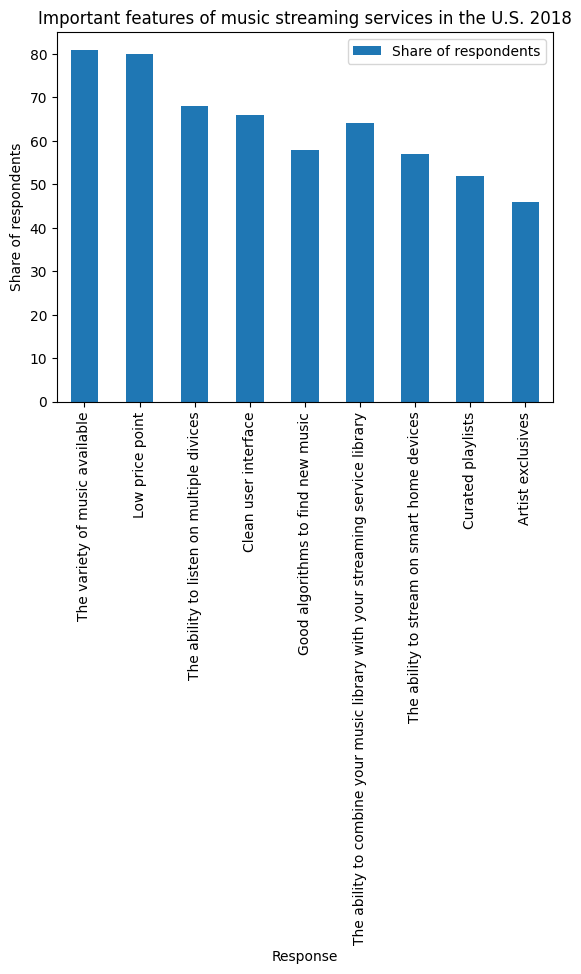 Important features of music streaming services in the U.S. 2018
Share of respondents
Share of respondents
80
70
60
50
40
30
20
10
0
The variety of music available
Low price point
The ability to listen on multiple divices
Clean user interface
Good algorithms to find new music
The ability to combine your music library with your streaming service library
The ability to stream on smart home devices
Curated playlists
Artist exclusives
Response